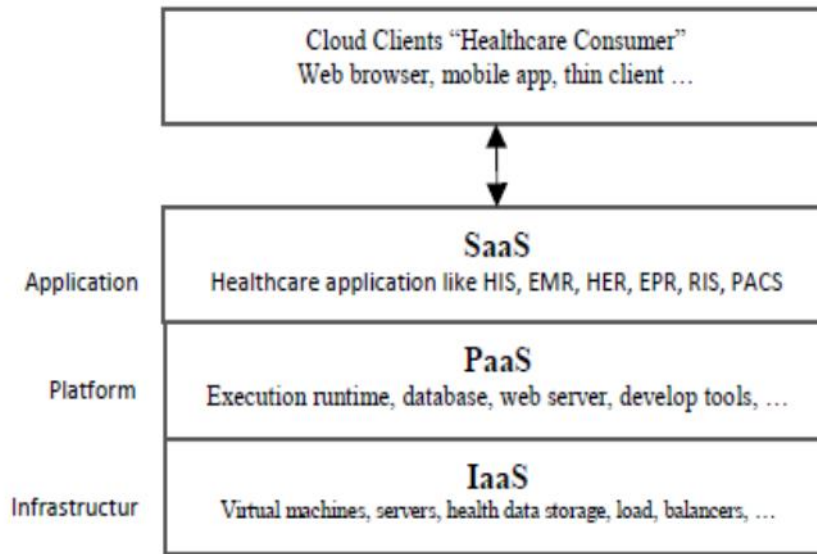 Cloud Clients “Healthcare Consumer”
Web browser, mobile app, thin client …
SaaS
Application
Healthcare application like HIS, EMR, HER, EPR, RIS, PACS
PaaS
Platform
Execution runtime, database, web server, develop tools, …
IaaS
Infrastructur
Virtual machines, servers, health data storage, load, balancers, …